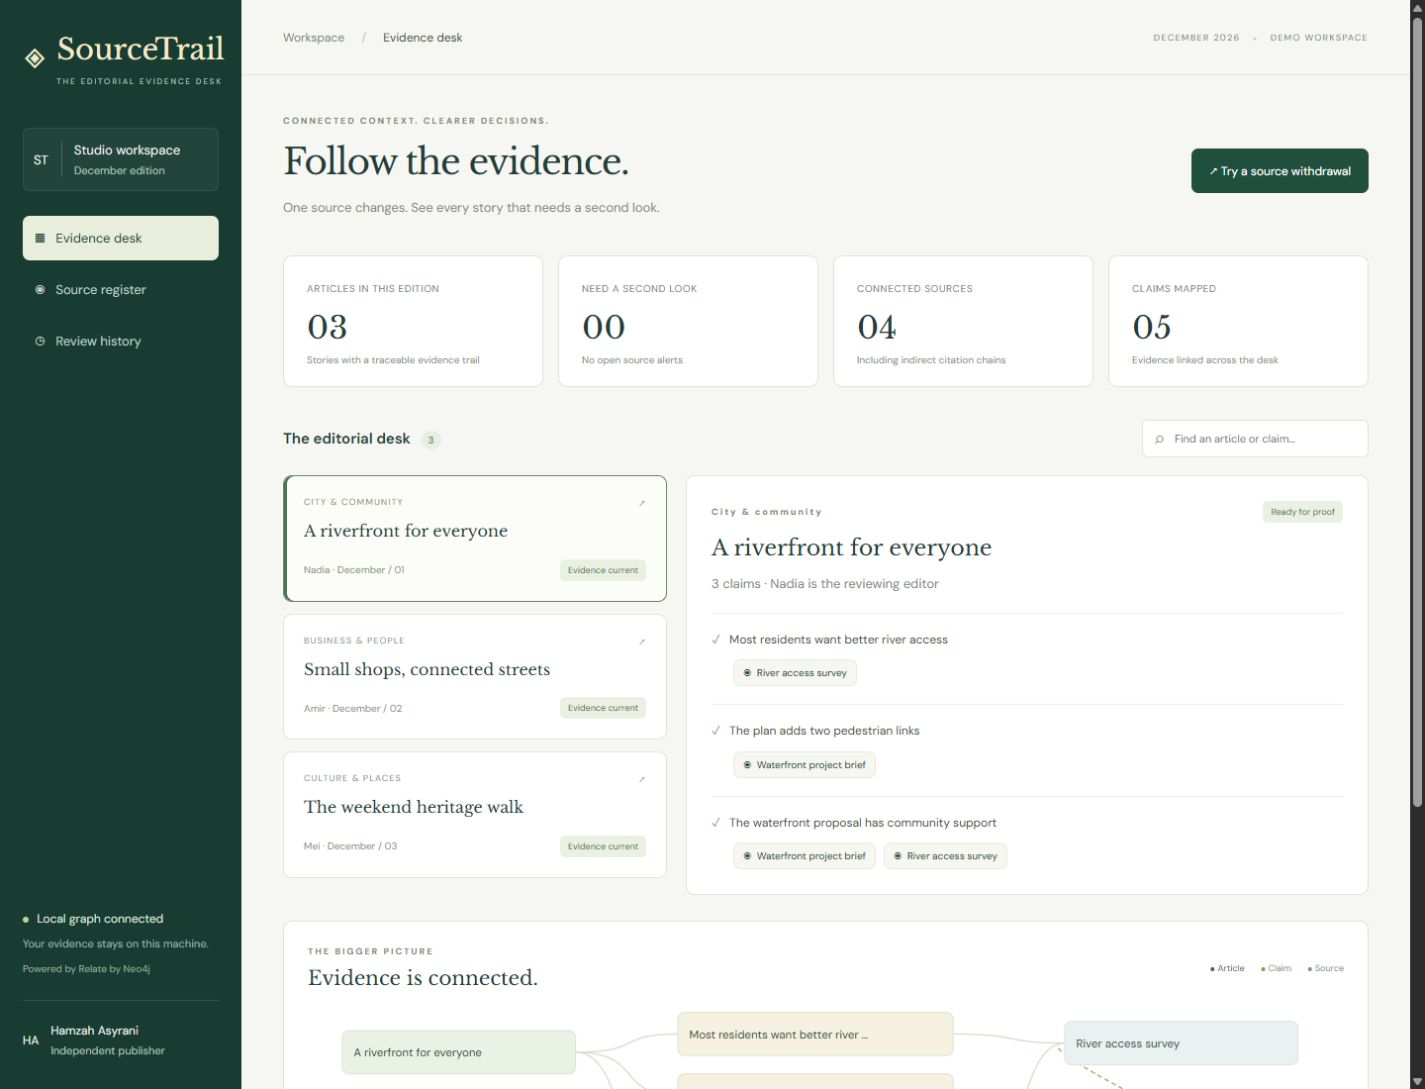 SourceTrail
THE EDITORIAL EVIDENCE DESK
ST
Studio workspace
December edition
Evidence desk
Source register
Review history
Local graph connected
Your evidence stays on this machine.
Powered by Relate by Neo4j
HA
Hamzah Asyrani
Independent publisher
Workspace / Evidence desk
DECEMBER 2026 • DEMO WORKSPACE
CONNECTED CONTEXT. CLEARER DECISIONS.
Follow the evidence.
One source changes. See every story that needs a second look.
↗ Try a source withdrawal
ARTICLES IN THIS EDITION
03
Stories with a traceable evidence trail
NEED A SECOND LOOK
00
No open source alerts
CONNECTED SOURCES
04
Including indirect citation chains
CLAIMS MAPPED
05
Evidence linked across the desk
The editorial desk 3
Find an article or claim...
CITY & COMMUNITY
A riverfront for everyone
Nadia · December / 01
Evidence current
BUSINESS & PEOPLE
Small shops, connected streets
Amir · December / 02
Evidence current
CULTURE & PLACES
The weekend heritage walk
Mei · December / 03
Evidence current
City & community
Ready for proof
A riverfront for everyone
3 claims · Nadia is the reviewing editor
✓ Most residents want better river access
River access survey
✓ The plan adds two pedestrian links
Waterfront project brief
✓ The waterfront proposal has community support
Waterfront project brief
River access survey
THE BIGGER PICTURE
Evidence is connected.
Article
Claim
Source
A riverfront for everyone
Most residents want better river ...
River access survey